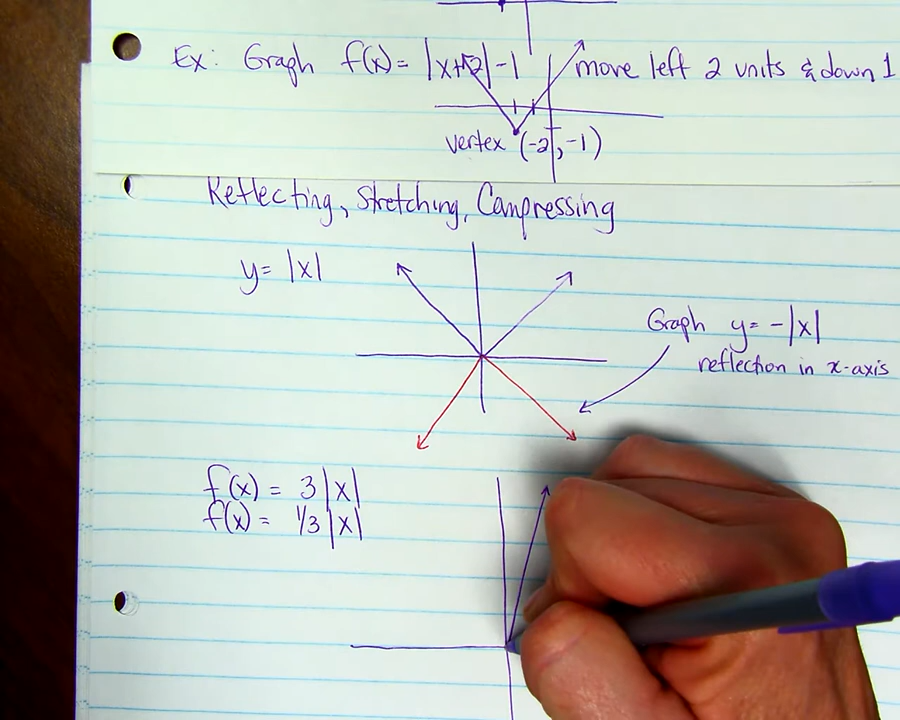 Ex: Graph f(x) = |x+2| -1 move left 2 units & down 1
vertex (-2, -1)
Reflecting, Stretching, Compressing
y= |x|
Graph y= -|x|
reflection in x-axis
f(x) = 3|x|
f(x) = 1/3|x|